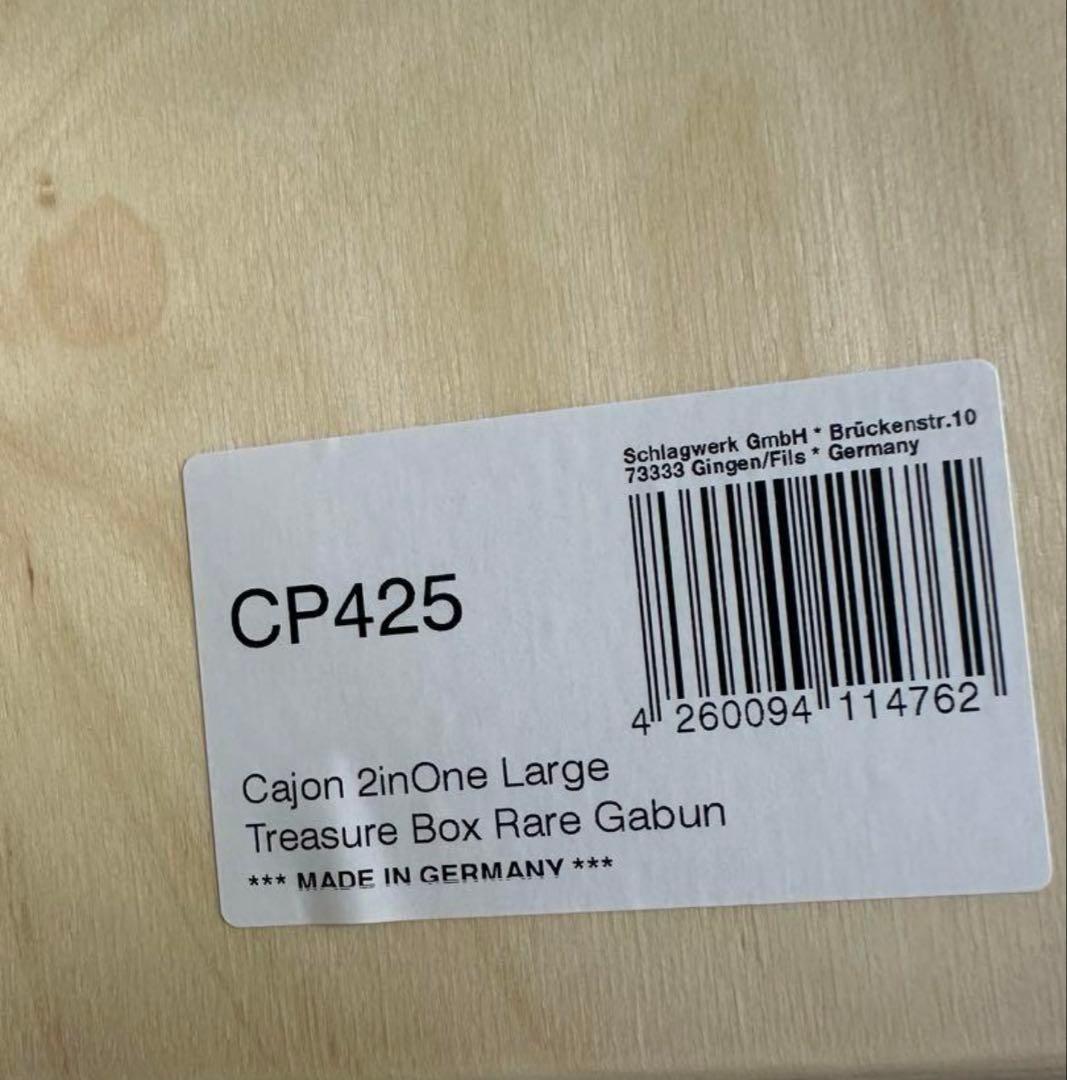 Schlagwerk GmbH * Brückenstr.10
73333 Gingen/Fils * Germany
CP425
4 260094 114762
Cajon 2inOne Large
Treasure Box Rare Gabun
*** MADE IN GERMANY ***